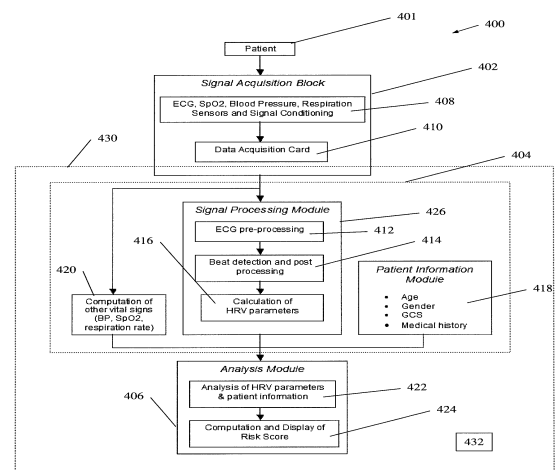 401
400
Patient
Signal Acquisition Block
402
ECG, SpO2, Blood Pressure, Respiration
Sensors and Signal Conditioning
408
430
Data Acquisition Card
410
404
Signal Processing Module
426
ECG pre-processing
412
416
Beat detection and post
processing
414
420
Patient Information
Module
Computation of
other vital signs
(BP, SpO2,
respiration rate)
Calculation of
HRV parameters
• Age
• Gender
• GCS
• Medical history
418
Analysis Module
Analysis of HRV parameters
& patient information
422
406
Computation and Display of
Risk Score
424
432